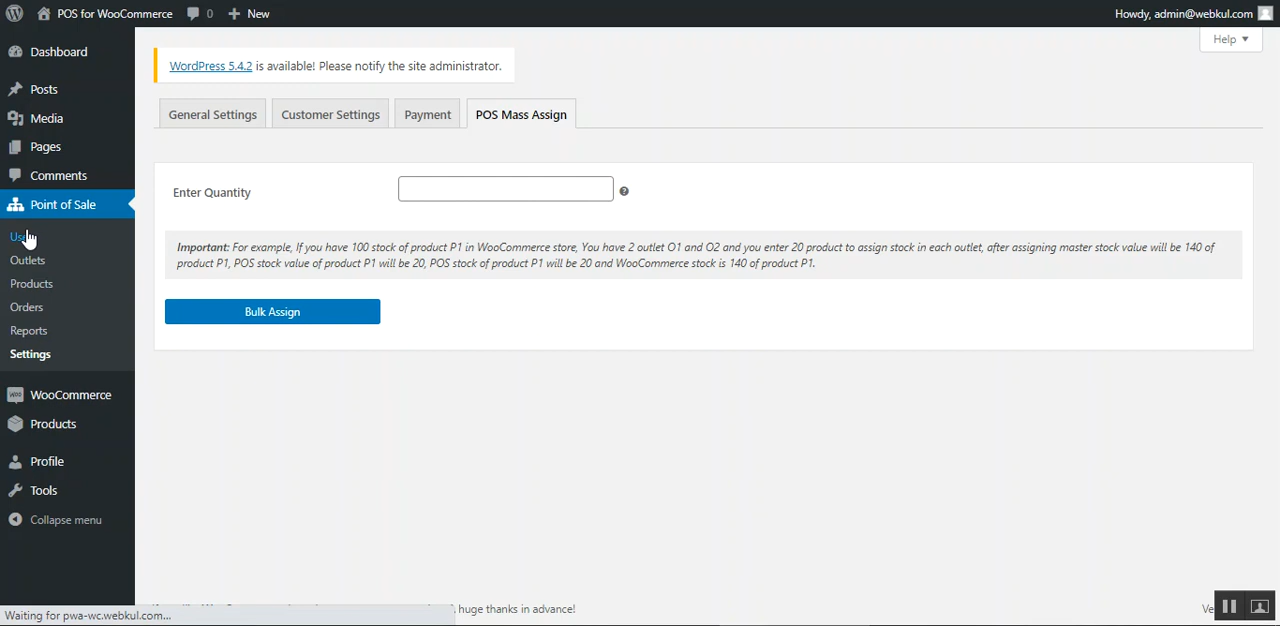 POS for WooCommerce 0 New Howdy, admin@webkul.com
Help
Dashboard
Posts
Media
Pages
Comments
Point of Sale
Outlets
Products
Orders
Reports
Settings
WooCommerce
Products
Profile
Tools
Collapse menu
WordPress 5.4.2 is available! Please notify the site administrator.
General Settings Customer Settings Payment POS Mass Assign
Enter Quantity
Important: For example, If you have 100 stock of product P1 in WooCommerce store, You have 2 outlet O1 and O2 and you enter 20 product to assign stock in each outlet, after assigning master stock value will be 140 of
product P1, POS stock value of product P1 will be 20, POS stock of product P1 will be 20 and WooCommerce stock is 140 of product P1.
Bulk Assign
huge thanks in advance!
Waiting for pwa-wc.webkul.com...